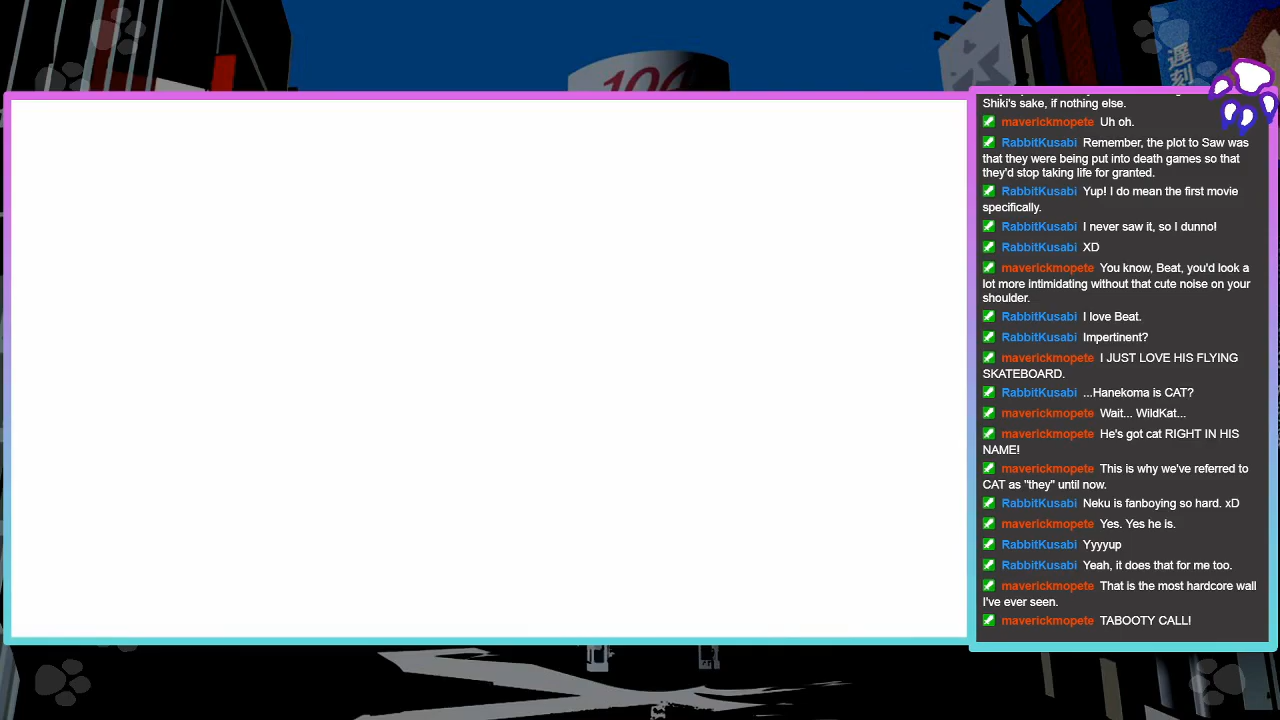 106
遅刻
Shiki's sake, if nothing else.
maverickmopete Uh oh.
RabbitKusabi Remember, the plot to Saw was
that they were being put into death games so that
they'd stop taking life for granted.
RabbitKusabi Yup! I do mean the first movie
specifically.
RabbitKusabi I never saw it, so I dunno!
RabbitKusabi XD
maverickmopete You know, Beat, you'd look a
lot more intimidating without that cute noise on your
shoulder.
RabbitKusabi I love Beat.
RabbitKusabi Impertinent?
maverickmopete I JUST LOVE HIS FLYING
SKATEBOARD.
RabbitKusabi ...Hanekoma is CAT?
maverickmopete Wait... WildKat...
maverickmopete He's got cat RIGHT IN HIS
NAME!
maverickmopete This is why we've referred to
CAT as "they" until now.
RabbitKusabi Neku is fanboying so hard. xD
maverickmopete Yes. Yes he is.
RabbitKusabi Yyyyup
RabbitKusabi Yeah, it does that for me too.
maverickmopete That is the most hardcore wall
I've ever seen.
maverickmopete TABOOTY CALL!